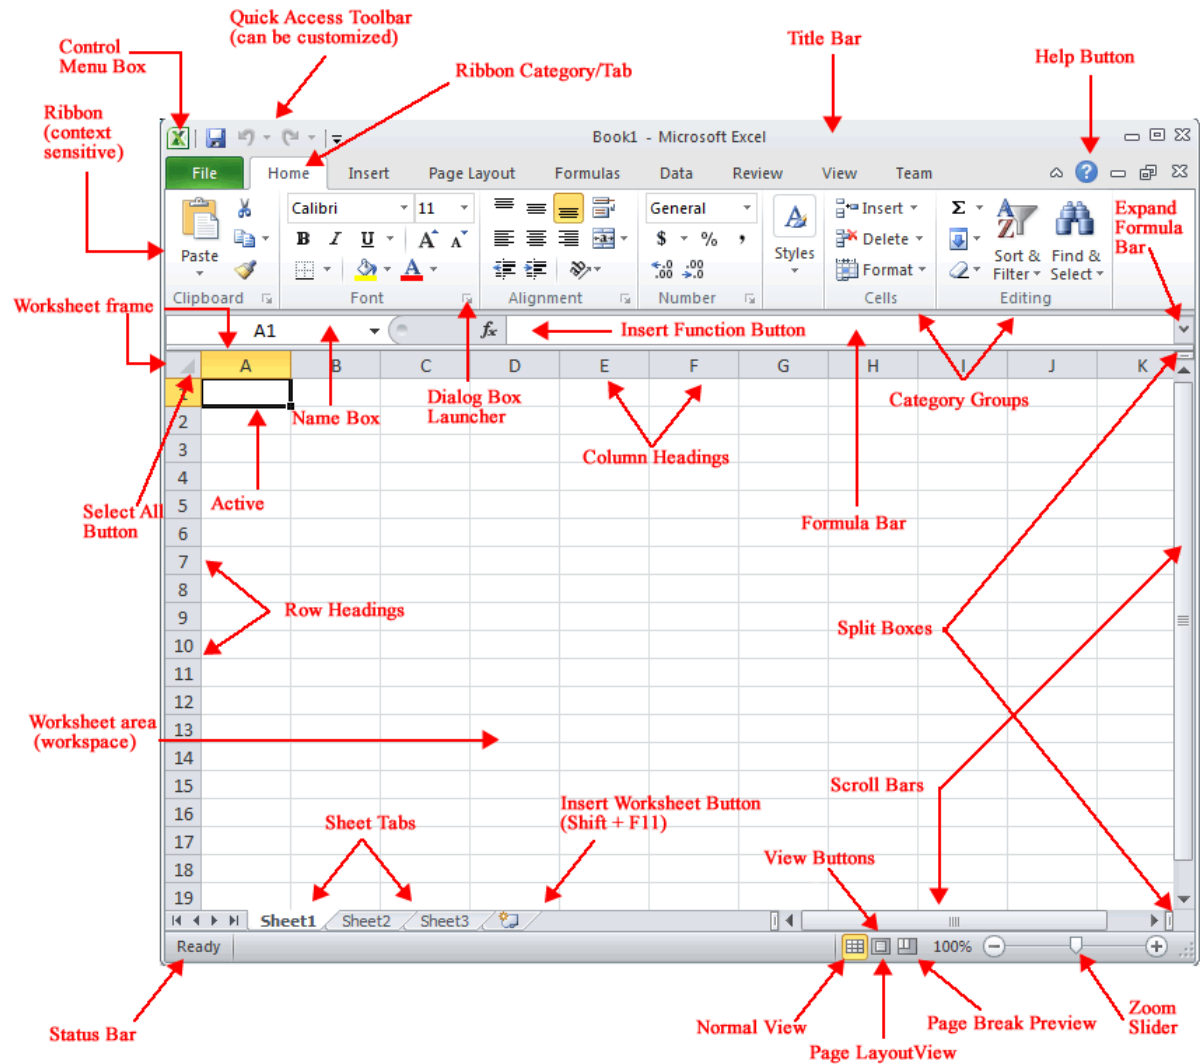 Quick Access Toolbar
(can be customized)
Control
Menu Box
Title Bar
Help Button
Ribbon Category/Tab
Ribbon
(context
sensitive)
Book1 - Microsoft Excel
File Home Insert Page Layout Formulas Data Review View Team
Calibri 11
General
Insert
Σ
Expand
Formula
Bar
B I U A A
$ % ,
Delete
Paste
Styles
Sort &
Filter
Find &
Select
A
.00 .00
Format
Clipboard Font Alignment Number Cells Editing
Worksheet frame
A1
fx
Insert Function Button
A B C D E F G H I J K
1
Name Box
Dialog Box
Launcher
Category Groups
2
3
Column Headings
4
5
Active
Select All
Button
Formula Bar
6
7
8
9
Row Headings
Split Boxes
10
11
12
13
Worksheet area
(workspace)
14
15
Scroll Bars
16
Insert Worksheet Button
(Shift + F11)
Sheet Tabs
17
View Buttons
18
19
Sheet1 Sheet2 Sheet3
Ready
100%
Status Bar
Normal View
Page LayoutView
Page Break Preview
Zoom
Slider